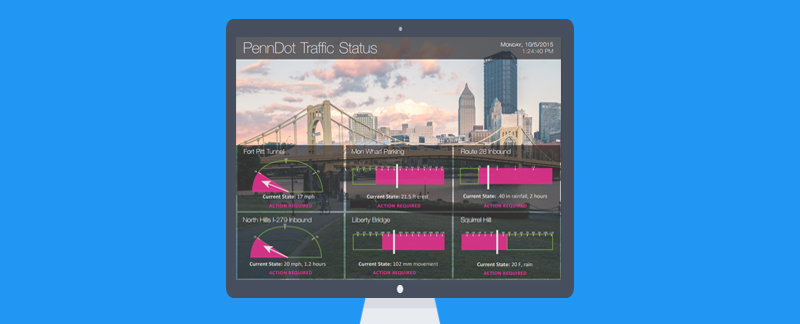 PennDot Traffic Status
Monday, 10/5/2015
1:24:40 PM
Fort Pitt Tunnel
Current State: 17 mph
ACTION REQUIRED
Mon Wharf Parking
Current State: 21.5 ft crest
ACTION REQUIRED
Route 28 Inbound
Current State: .40 in rainfall, 2 hours
ACTION REQUIRED
North Hills I-279 Inbound
Current State: 20 mph, 1.2 hours
ACTION REQUIRED
Liberty Bridge
Current State: 102 mm movement
ACTION REQUIRED
Squirrel Hill
Current State: 20 F, rain
ACTION REQUIRED